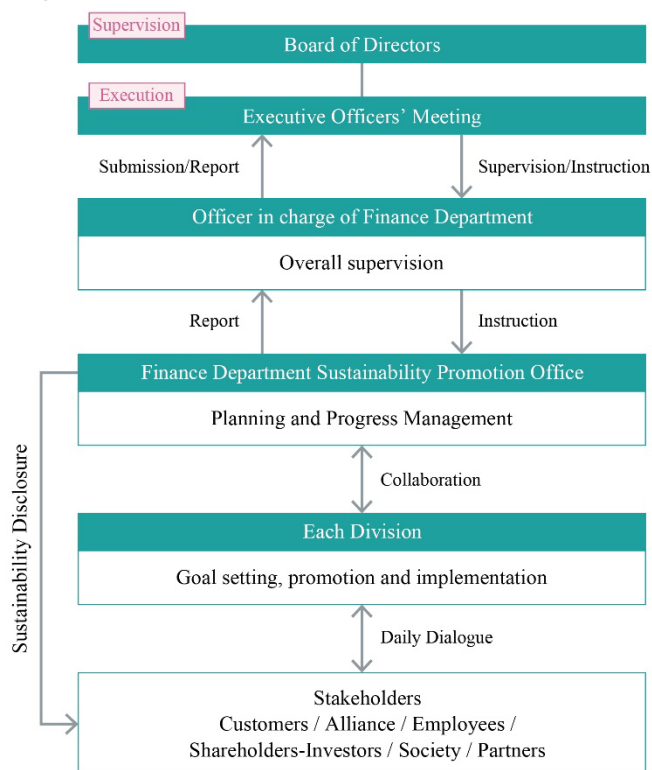 Supervision
Board of Directors
Execution
Executive Officers’ Meeting
Submission/Report
Supervision/Instruction
Officer in charge of Finance Department
Overall supervision
Report
Instruction
Finance Department Sustainability Promotion Office
Planning and Progress Management
Collaboration
Each Division
Goal setting, promotion and implementation
Sustainability Disclosure
Daily Dialogue
Stakeholders
Customers / Alliance / Employees /
Shareholders-Investors / Society / Partners